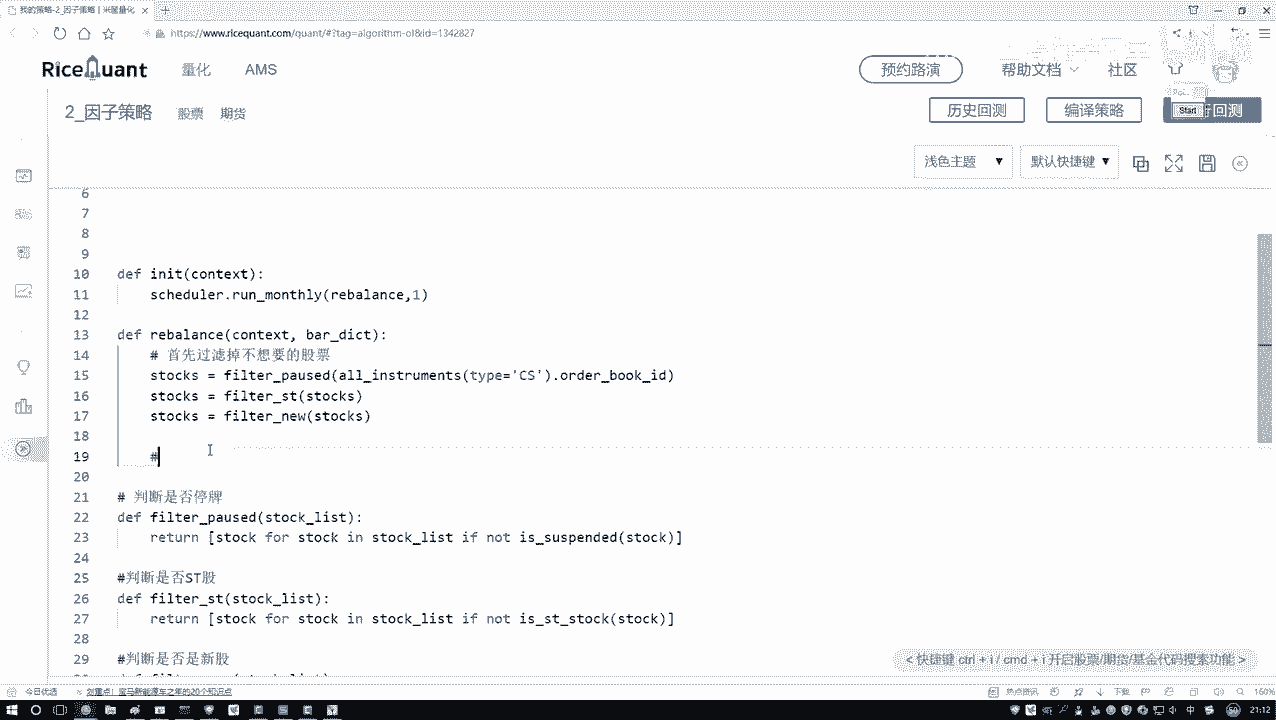 我的策略-2_因子策略 | 米筐量化
https://www.ricequant.com/quant/#?tag=algorithm-ol&id=1342827
RiceQuant 量化 AMS 预约路演 帮助文档 社区
2_因子策略 股票 期货 历史回测 编译策略 Start 回测
浅色主题 默认快捷键
6
7
8
9
10 def init(context):
11 scheduler.run_monthly(rebalance,1)
12
13 def rebalance(context, bar_dict):
14 # 首先过滤掉不想要的股票
15 stocks = filter_paused(all_instruments(type='CS').order_book_id)
16 stocks = filter_st(stocks)
17 stocks = filter_new(stocks)
18
19 #
20
21 # 判断是否停牌
22 def filter_paused(stock_list):
23 return [stock for stock in stock_list if not is_suspended(stock)]
24
25 #判断是否ST股
26 def filter_st(stock_list):
27 return [stock for stock in stock_list if not is_st_stock(stock)]
28
29 #判断是否是新股
<快捷键 ctrl + i / cmd + i 开启股票/期货/基金代码搜索功能 >
今日优选 划重点! 宝马新能源车之年的20个知识点 热点资讯 下载 160%
中 21:12